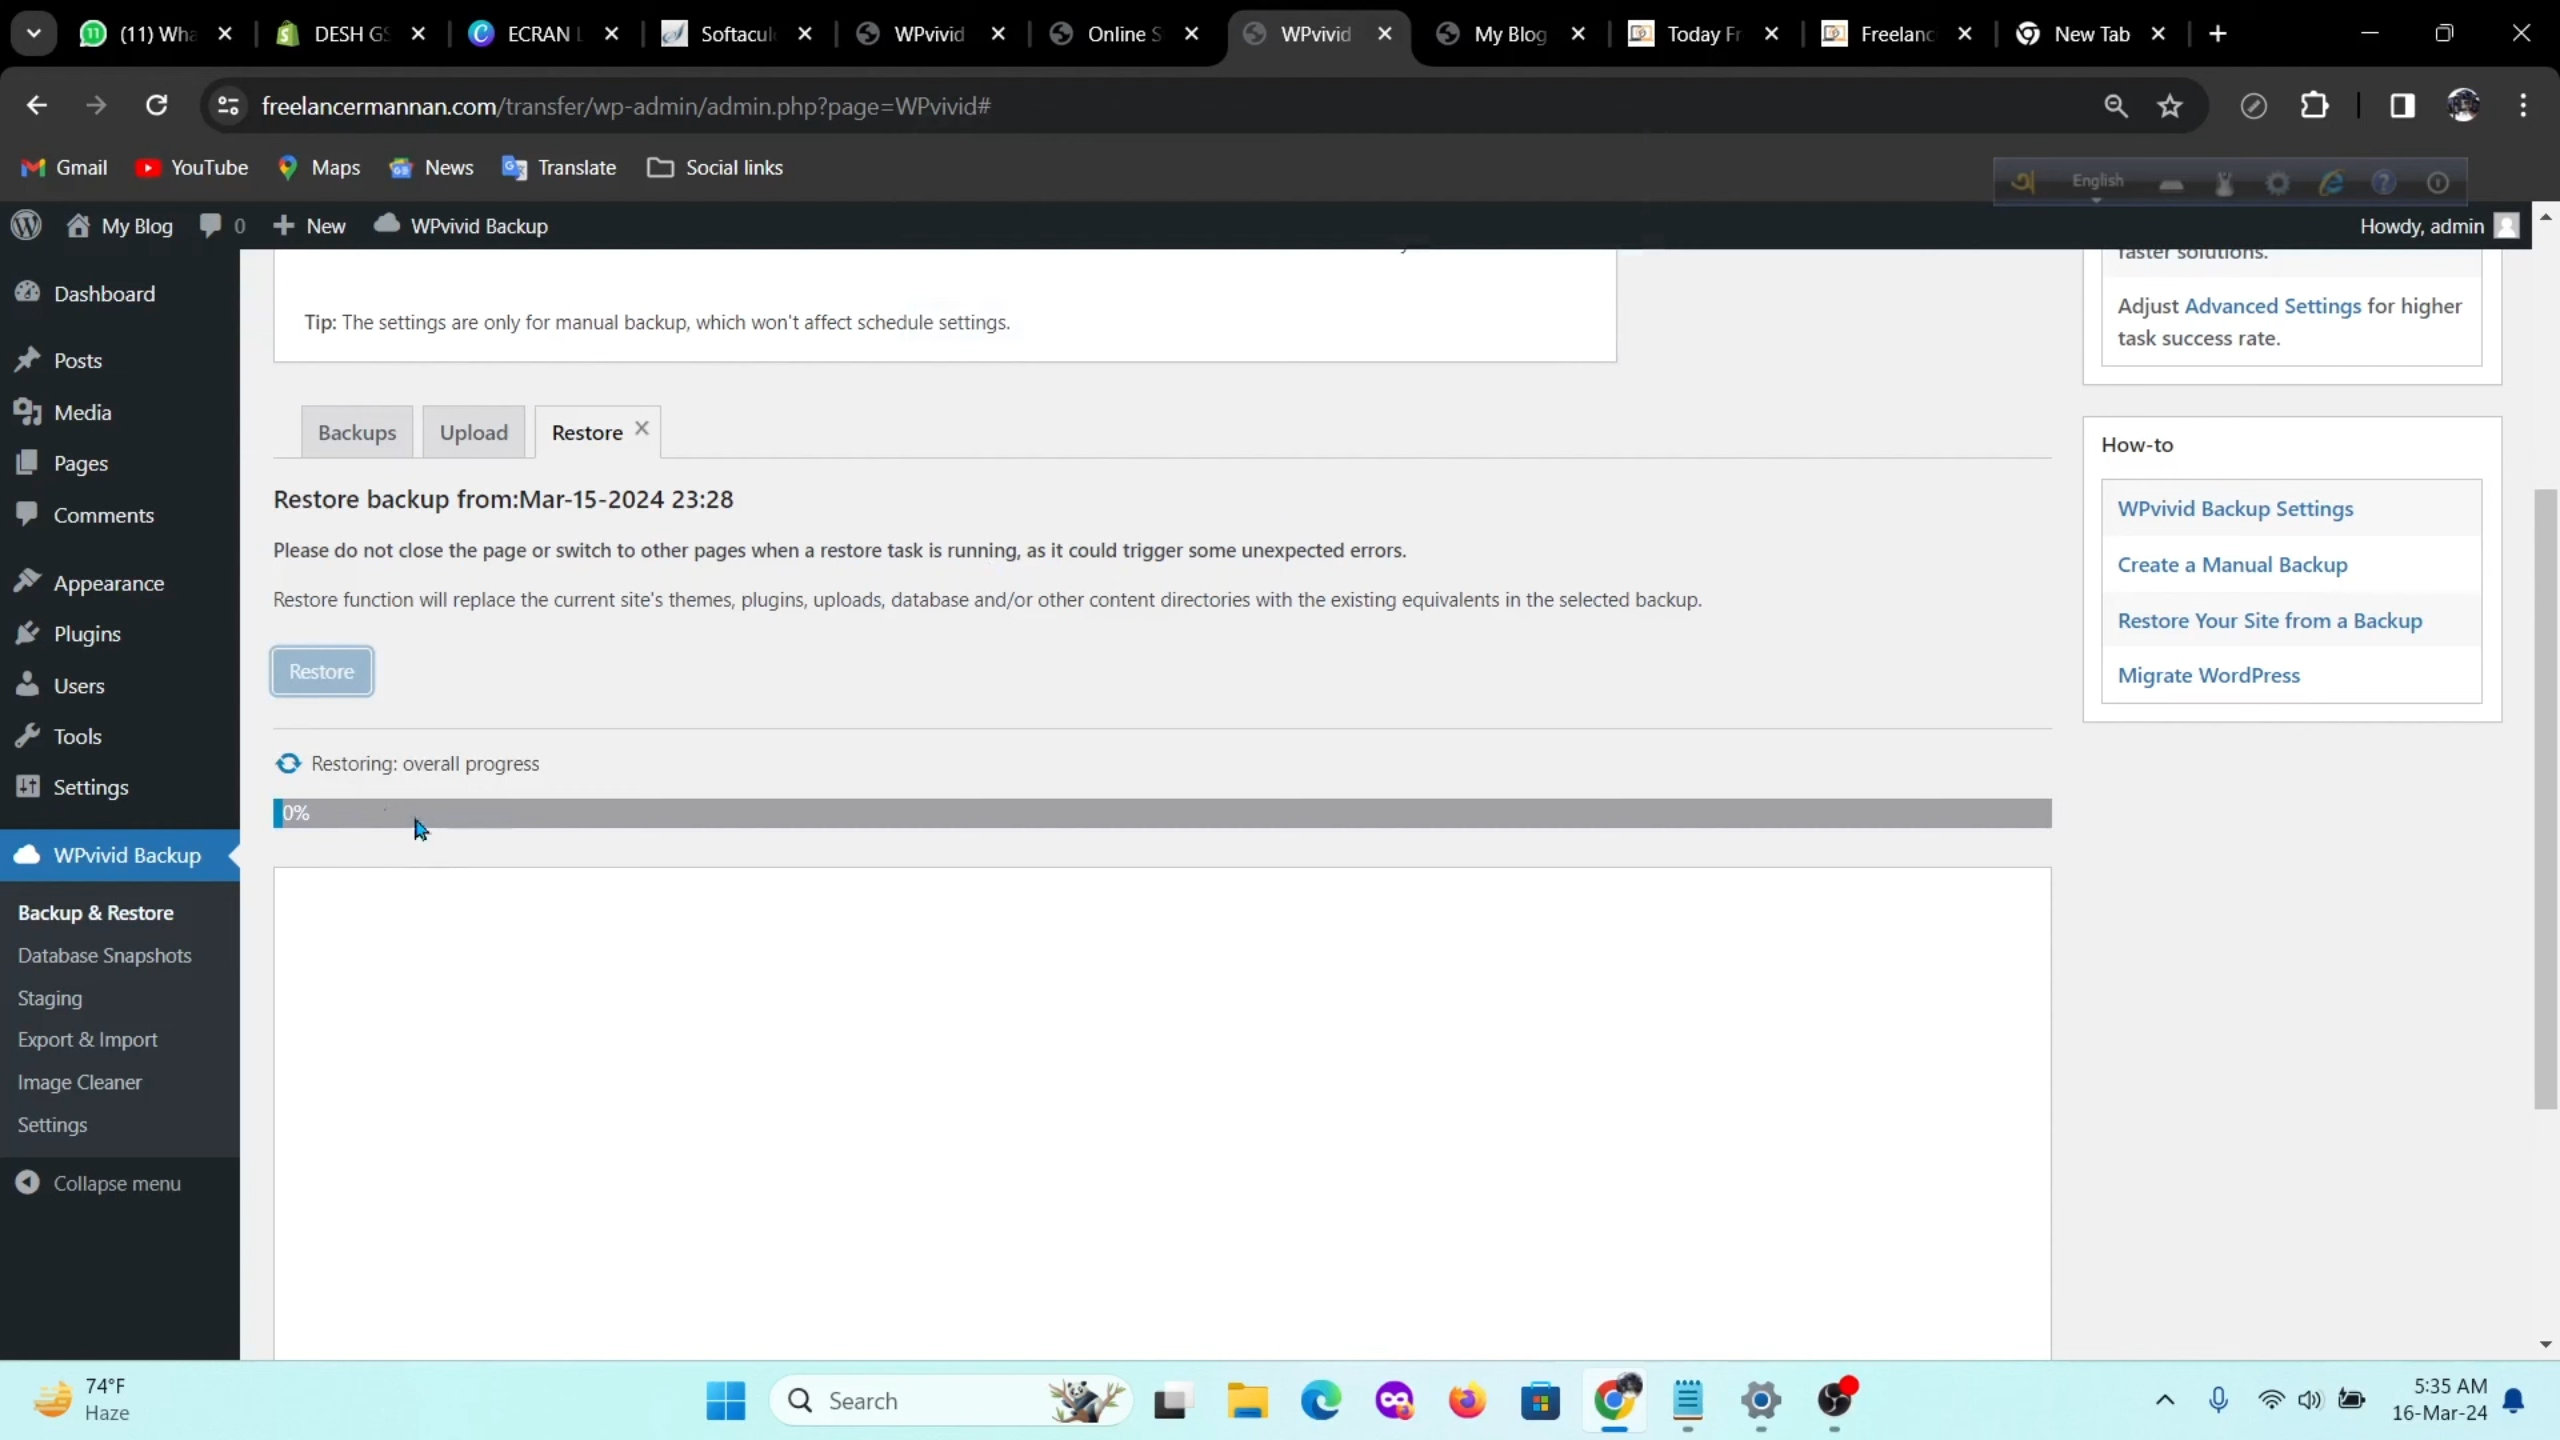 (11) Wha
DESH GS
ECRAN L
Softacul
WPvivid
Online S
WPvivid
My Blog
Today Fr
Freelanc
New Tab
freelancermannan.com/transfer/wp-admin/admin.php?page=WPvivid#
Gmail
YouTube
Maps
News
Translate
Social links
English
My Blog
0
New
WPvivid Backup
Howdy, admin
Dashboard
Posts
Media
Pages
Comments
Appearance
Plugins
Users
Tools
Settings
WPvivid Backup
Backup & Restore
Database Snapshots
Staging
Export & Import
Image Cleaner
Settings
Collapse menu
Tip: The settings are only for manual backup, which won't affect schedule settings.
Backups
Upload
Restore
Restore backup from:Mar-15-2024 23:28
Please do not close the page or switch to other pages when a restore task is running, as it could trigger some unexpected errors.
Restore function will replace the current site's themes, plugins, uploads, database and/or other content directories with the existing equivalents in the selected backup.
Restore
Restoring: overall progress
0%
faster solutions.
Adjust Advanced Settings for higher
task success rate.
How-to
WPvivid Backup Settings
Create a Manual Backup
Restore Your Site from a Backup
Migrate WordPress
74°F
Haze
Search
5:35 AM
16-Mar-24